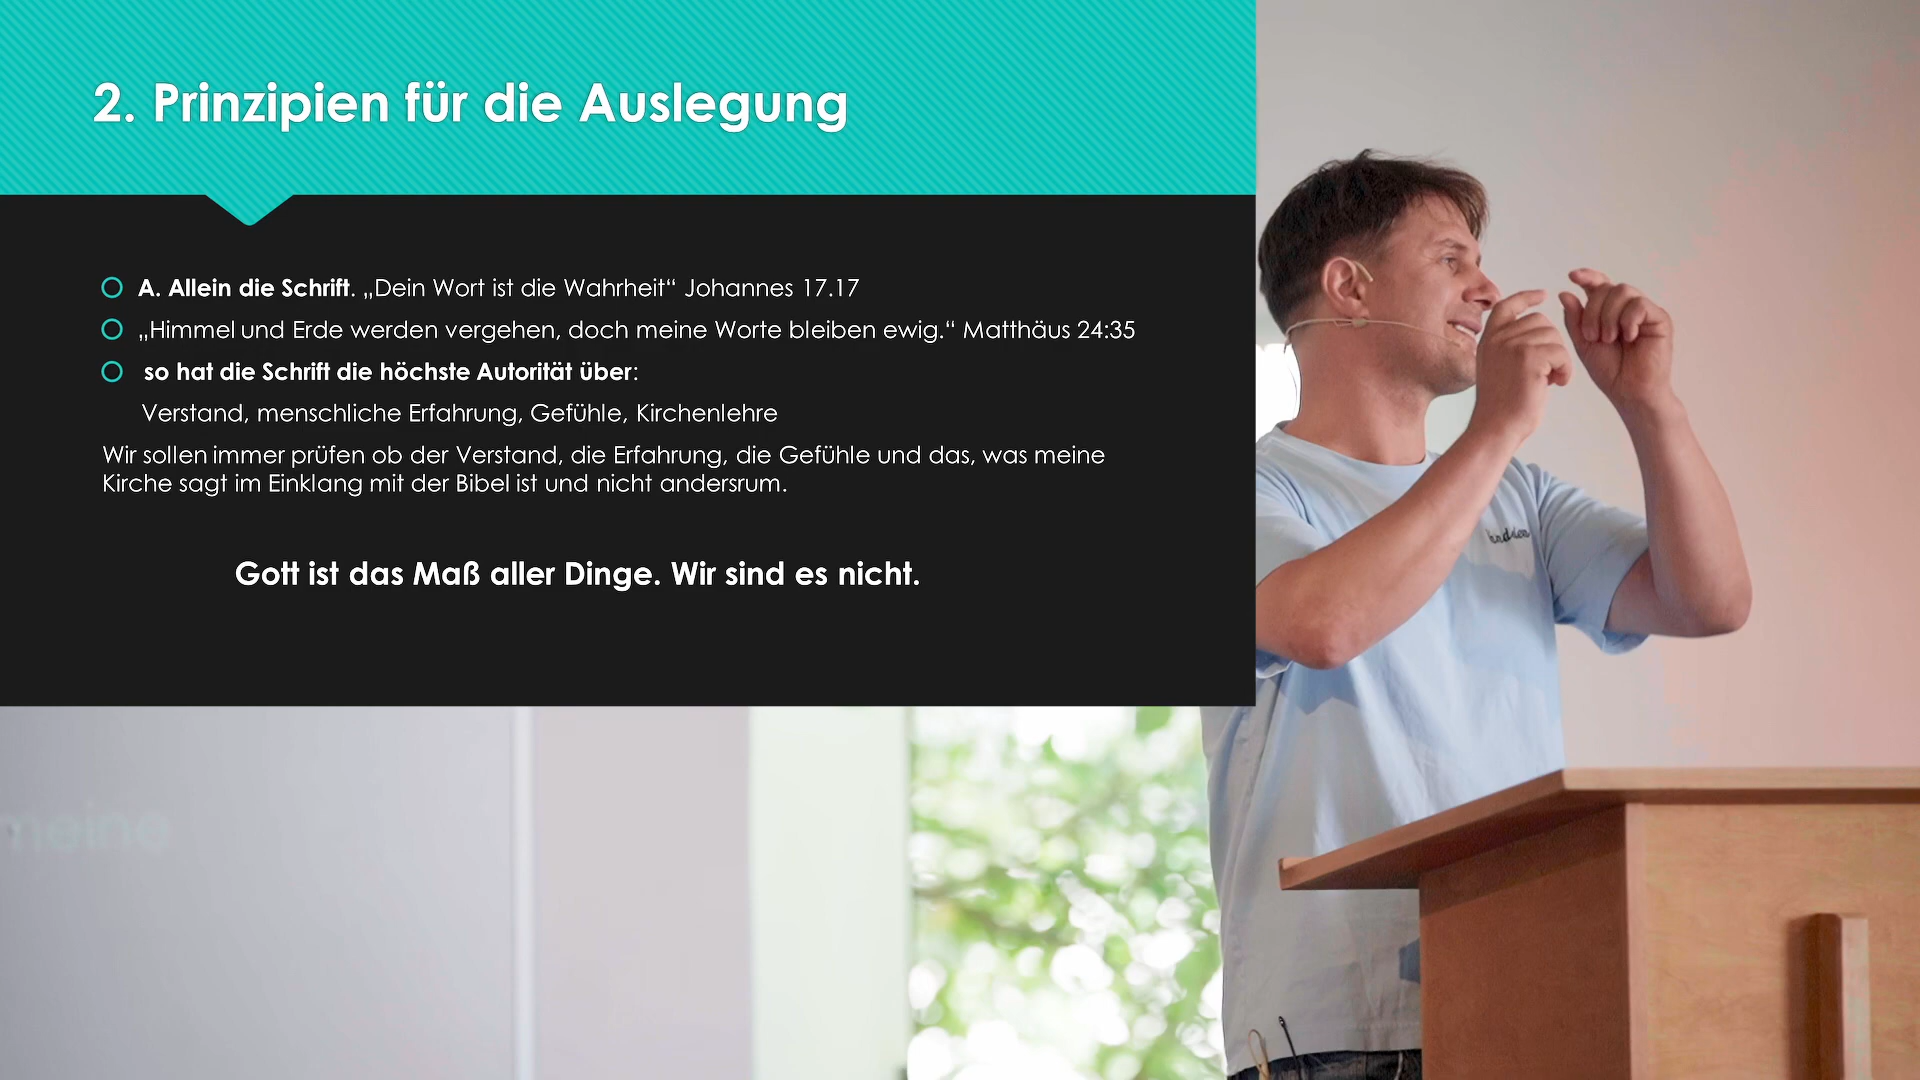 2. Prinzipien für die Auslegung
A. Allein die Schrift. „Dein Wort ist die Wahrheit“ Johannes 17.17
„Himmel und Erde werden vergehen, doch meine Worte bleiben ewig.“ Matthäus 24:35
so hat die Schrift die höchste Autorität über:
Verstand, menschliche Erfahrung, Gefühle, Kirchenlehre
Wir sollen immer prüfen ob der Verstand, die Erfahrung, die Gefühle und das, was meine
Kirche sagt im Einklang mit der Bibel ist und nicht andersrum.
Gott ist das Maß aller Dinge. Wir sind es nicht.
meine